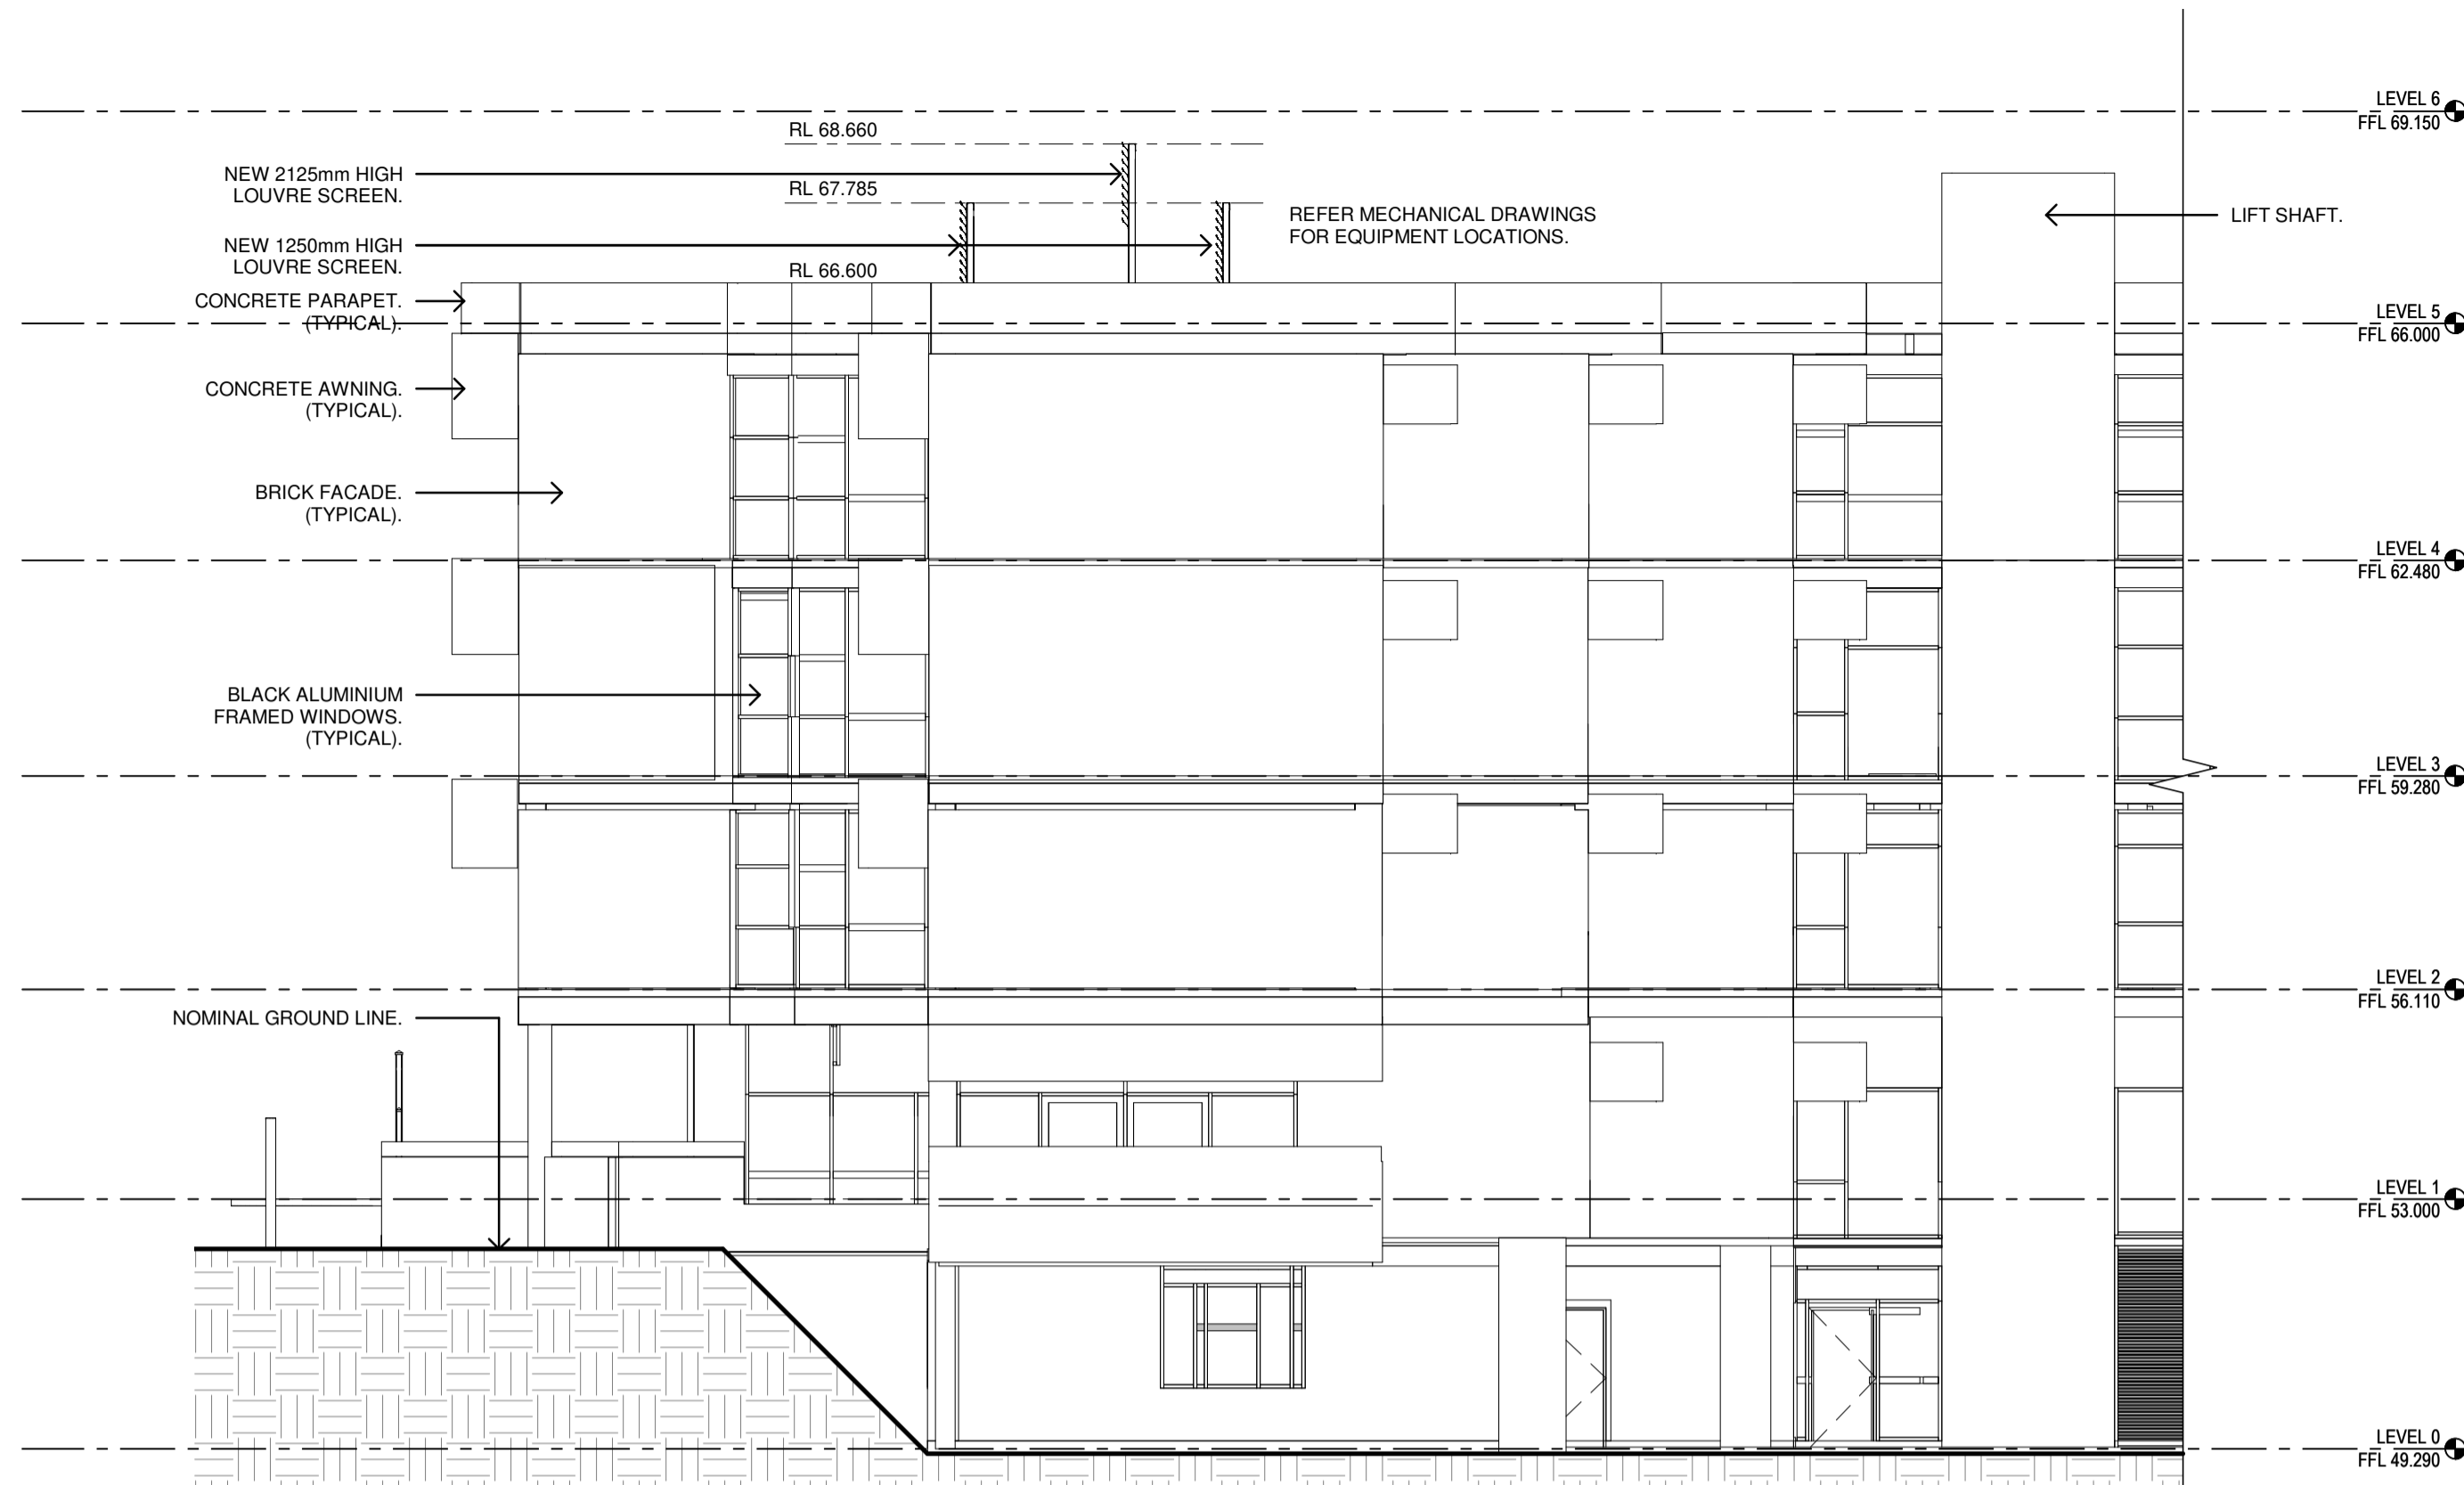 LEVEL 6
FFL 69.150
RL 68.660
NEW 2125mm HIGH
LOUVRE SCREEN.
RL 67.785
REFER MECHANICAL DRAWINGS
FOR EQUIPMENT LOCATIONS.
LIFT SHAFT.
NEW 1250mm HIGH
LOUVRE SCREEN.
RL 66.600
CONCRETE PARAPET.
(TYPICAL).
LEVEL 5
FFL 66.000
CONCRETE AWNING.
(TYPICAL).
BRICK FACADE.
(TYPICAL).
LEVEL 4
FFL 62.480
BLACK ALUMINIUM
FRAMED WINDOWS.
(TYPICAL).
LEVEL 3
FFL 59.280
LEVEL 2
FFL 56.110
NOMINAL GROUND LINE.
LEVEL 1
FFL 53.000
LEVEL 0
FFL 49.290